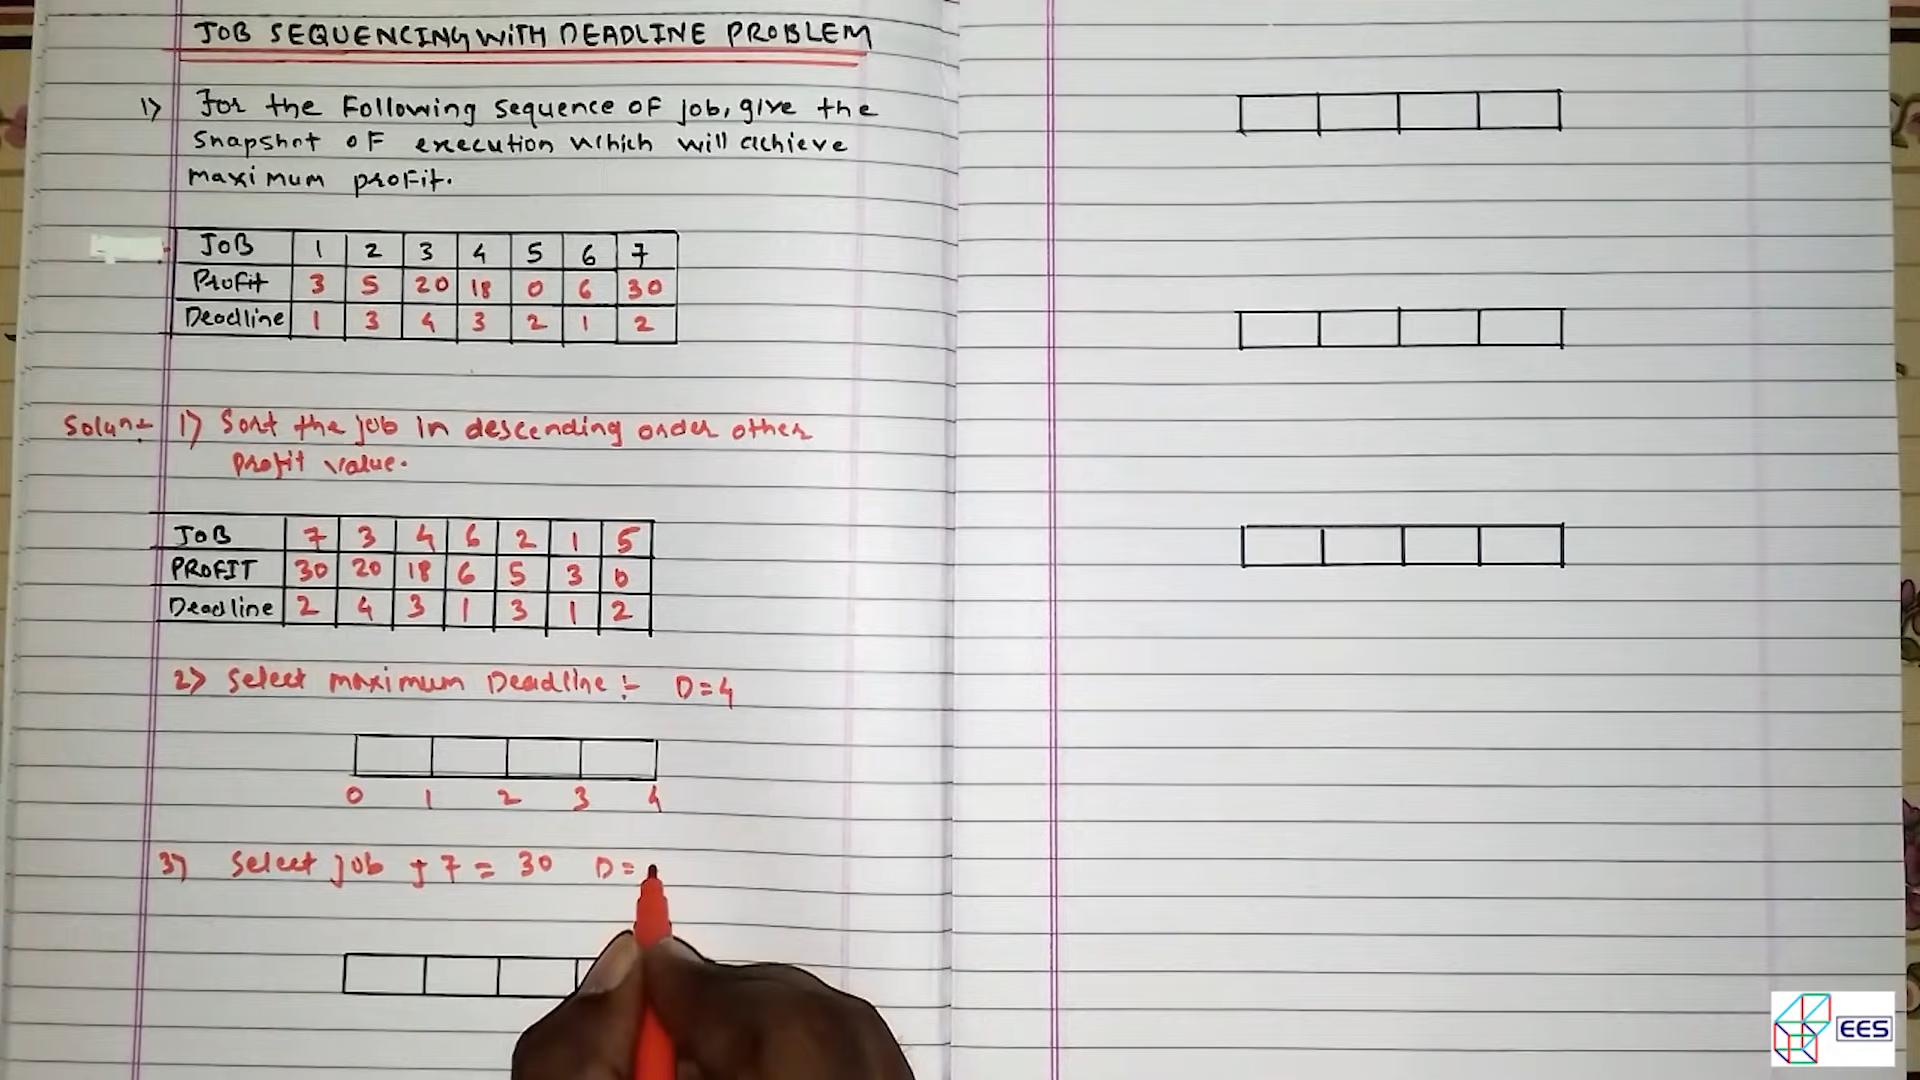 JOB SEQUENCING WITH DEADLINE PROBLEM
1) For the Following sequence of job, give the
snapshot of execution which will achieve
maximum profit.
JOB 1 2 3 4 5 6 7
Profit 3 5 20 18 0 6 30
Deadline 1 3 4 3 2 1 2
Soln:- 1) Sort the job in descending order other
profit value.
JOB 7 3 4 6 2 1 5
PROFIT 30 20 18 6 5 3 0
Deadline 2 4 3 1 3 1 2
2) Select maximum Deadline :- D=4
0 1 2 3 4
3) Select job J7 = 30 D=
EES